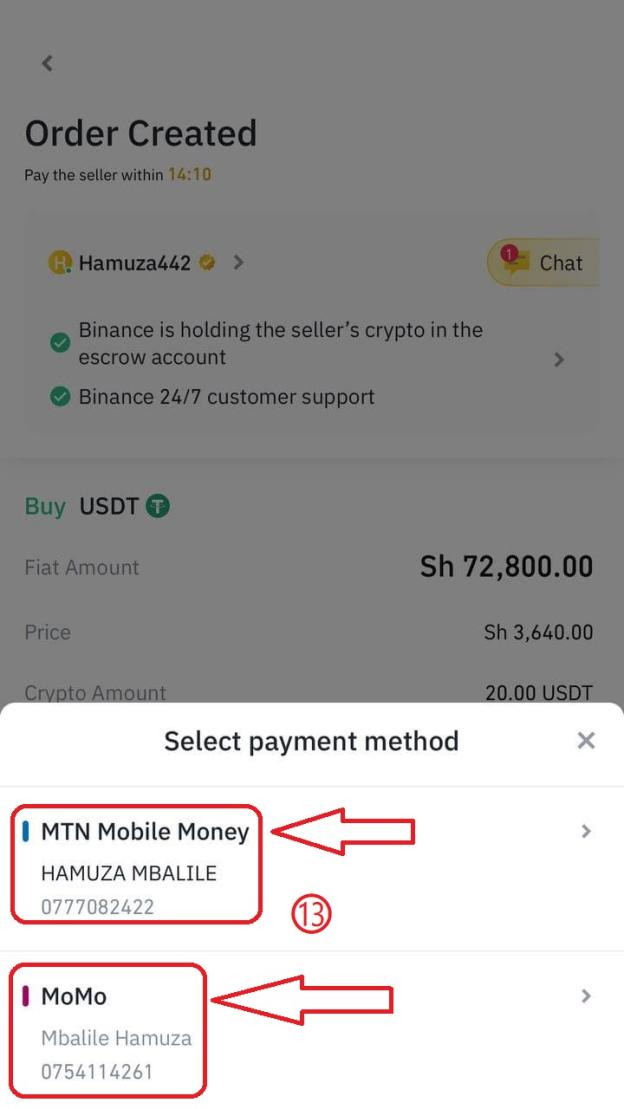 Order Created
Pay the seller within 14:10
H Hamuza442
1 Chat
Binance is holding the seller's crypto in the
escrow account
Binance 24/7 customer support
Buy USDT
Fiat Amount Sh 72,800.00
Price Sh 3,640.00
Crypto Amount 20.00 USDT
Select payment method
MTN Mobile Money
HAMUZA MBALILE
0777082422
13
MoMo
Mbalile Hamuza
0754114261